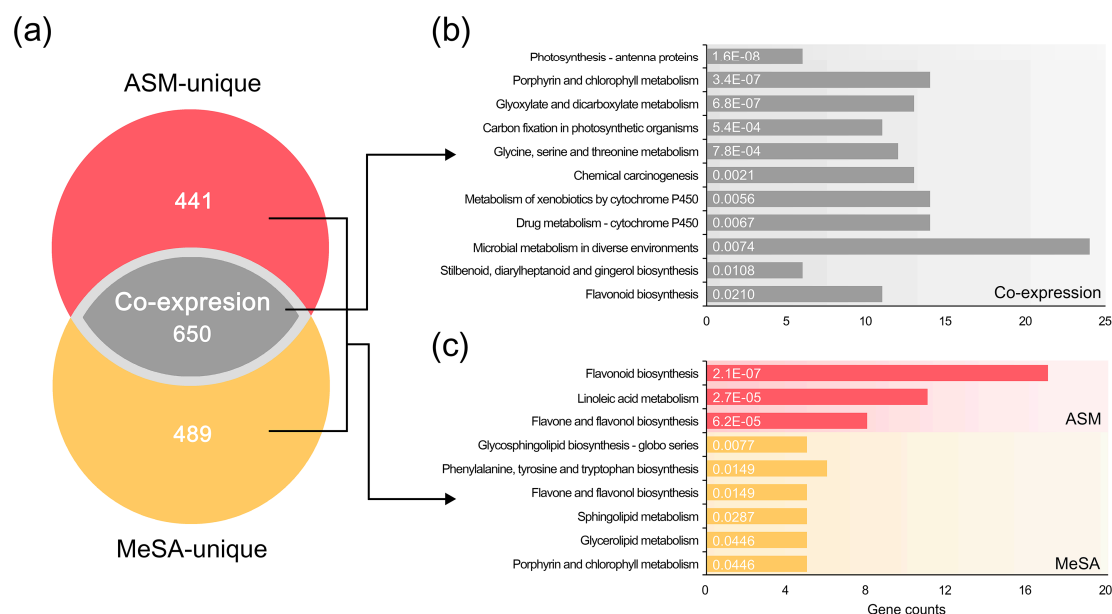 (a)
ASM-unique
441
Co-expresion
650
489
MeSA-unique
(b)
Photosynthesis - antenna proteins 1.6E-08
Porphyrin and chlorophyll metabolism 3.4E-07
Glyoxylate and dicarboxylate metabolism 6.8E-07
Carbon fixation in photosynthetic organisms 5.4E-04
Glycine, serine and threonine metabolism 7.8E-04
Chemical carcinogenesis 0.0021
Metabolism of xenobiotics by cytochrome P450 0.0056
Drug metabolism - cytochrome P450 0.0067
Microbial metabolism in diverse environments 0.0074
Stilbenoid, diarylheptanoid and gingerol biosynthesis 0.0108
Flavonoid biosynthesis 0.0210
Co-expression
0 5 10 15 20 25
(c)
Flavonoid biosynthesis 2.1E-07
Linoleic acid metabolism 2.7E-05
Flavone and flavonol biosynthesis 6.2E-05
ASM
Glycosphingolipid biosynthesis - globo series 0.0077
Phenylalanine, tyrosine and tryptophan biosynthesis 0.0149
Flavone and flavonol biosynthesis 0.0149
Sphingolipid metabolism 0.0287
Glycerolipid metabolism 0.0446
Porphyrin and chlorophyll metabolism 0.0446
MeSA
0 4 8 12 16 20
Gene counts